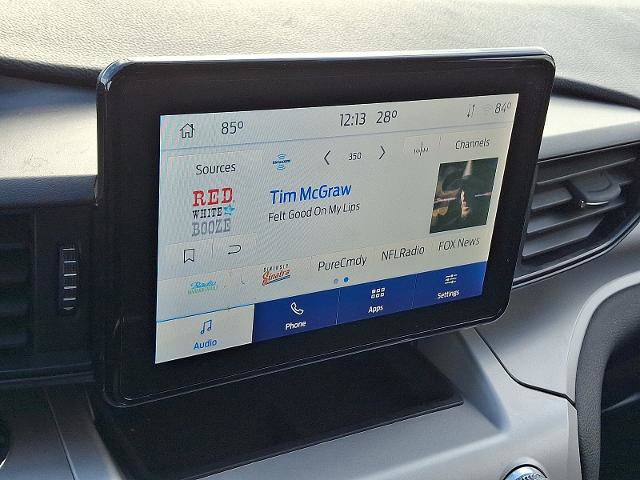 85°
12:13 28°
84°
Sources
350
Channels
RED
WHITE
BOOZE
Tim McGraw
Felt Good On My Lips
Radio
PureCmdy
NFLRadio
FOX News
Audio
Phone
Apps
Settings